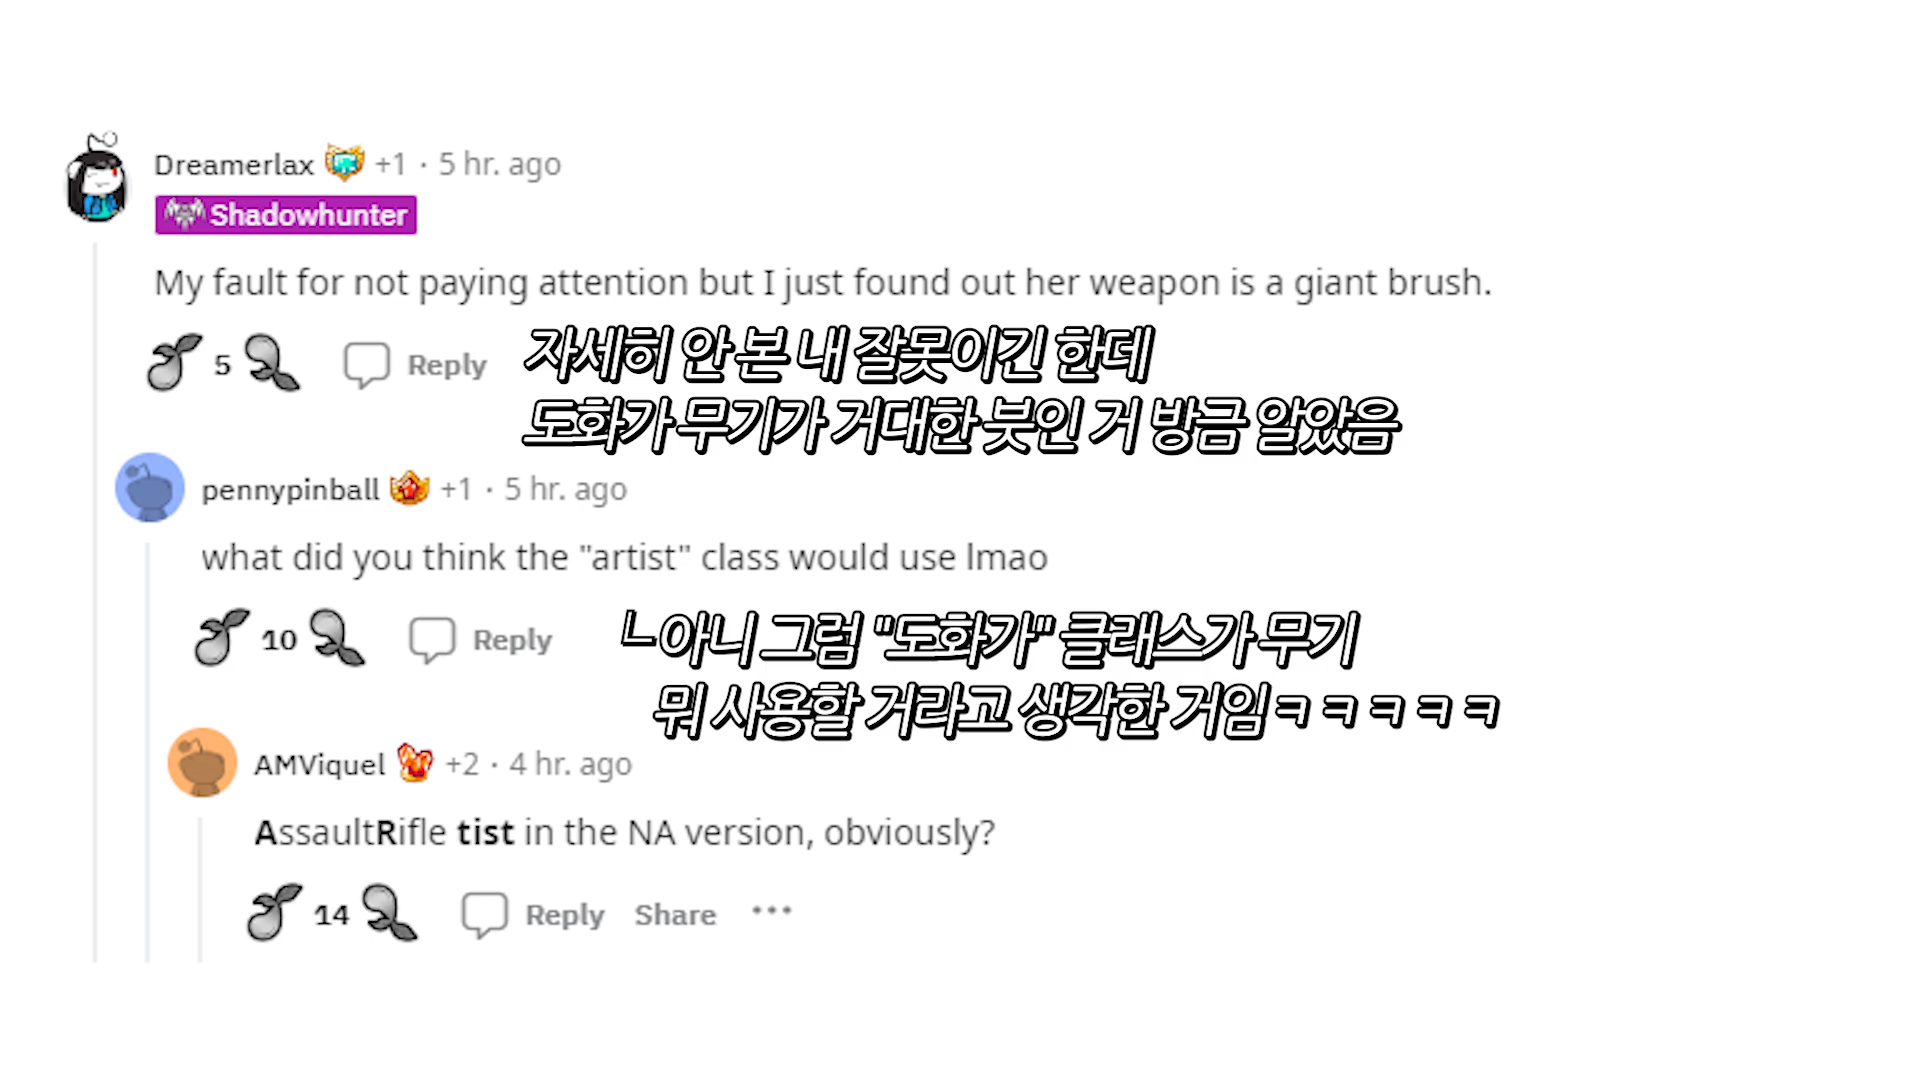 Dreamerlax +1 · 5 hr. ago
Shadowhunter
My fault for not paying attention but I just found out her weapon is a giant brush.
5 Reply
자세히 안 본 내 잘못이긴 한데
도화가 무기가 거대한 붓인 거 방금 알았음
pennypinball +1 · 5 hr. ago
what did you think the "artist" class would use lmao
10 Reply
ㄴ아니 그럼 "도화가" 클래스가 무기
뭐 사용할 거라고 생각한 거임ㅋㅋㅋㅋㅋ
AMViquel +2 · 4 hr. ago
AssaultRifle tist in the NA version, obviously?
14 Reply Share ···